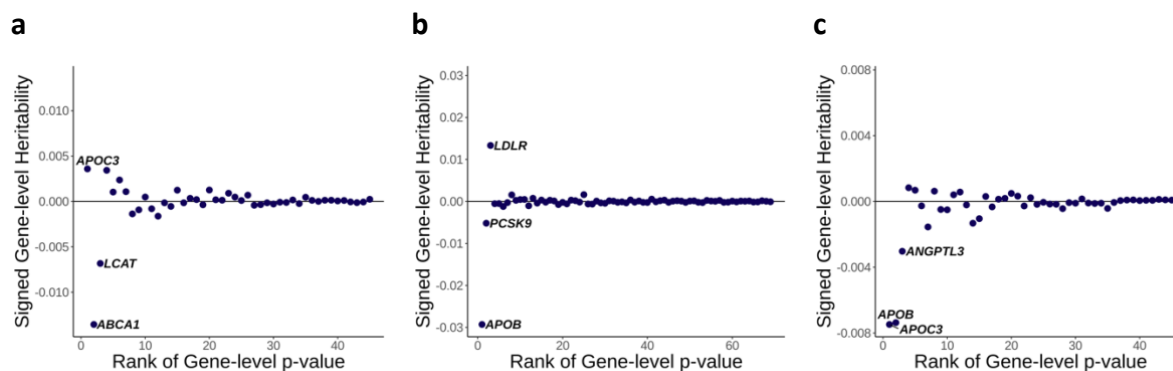 a
Signed Gene-level Heritability
0.010
0.005
0.000
-0.005
-0.010
APOC3
LCAT
ABCA1
0 10 20 30 40
Rank of Gene-level p-value
b
Signed Gene-level Heritability
0.03
0.02
0.01
0.00
-0.01
-0.02
-0.03
LDLR
PCSK9
APOB
0 20 40 60
Rank of Gene-level p-value
c
Signed Gene-level Heritability
0.008
0.004
0.000
-0.004
-0.008
ANGPTL3
APOB
APOC3
0 10 20 30 40
Rank of Gene-level p-value